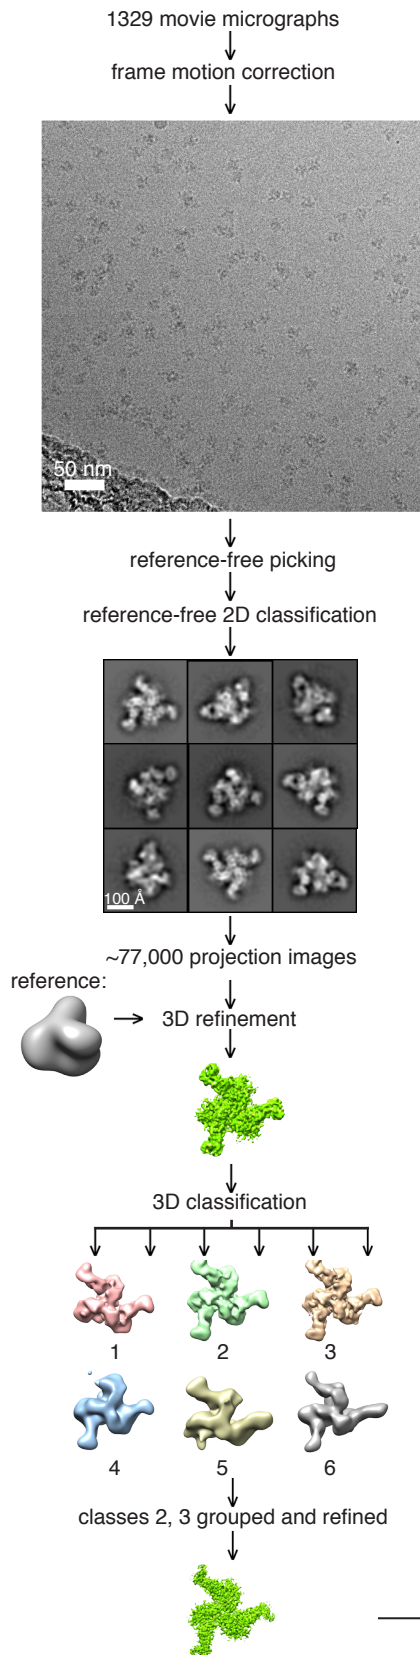 1329 movie micrographs
frame motion correction
50 nm
reference-free picking
reference-free 2D classification
100 Å
~77,000 projection images
reference:
3D refinement
3D classification
1 2 3
4 5 6
classes 2, 3 grouped and refined